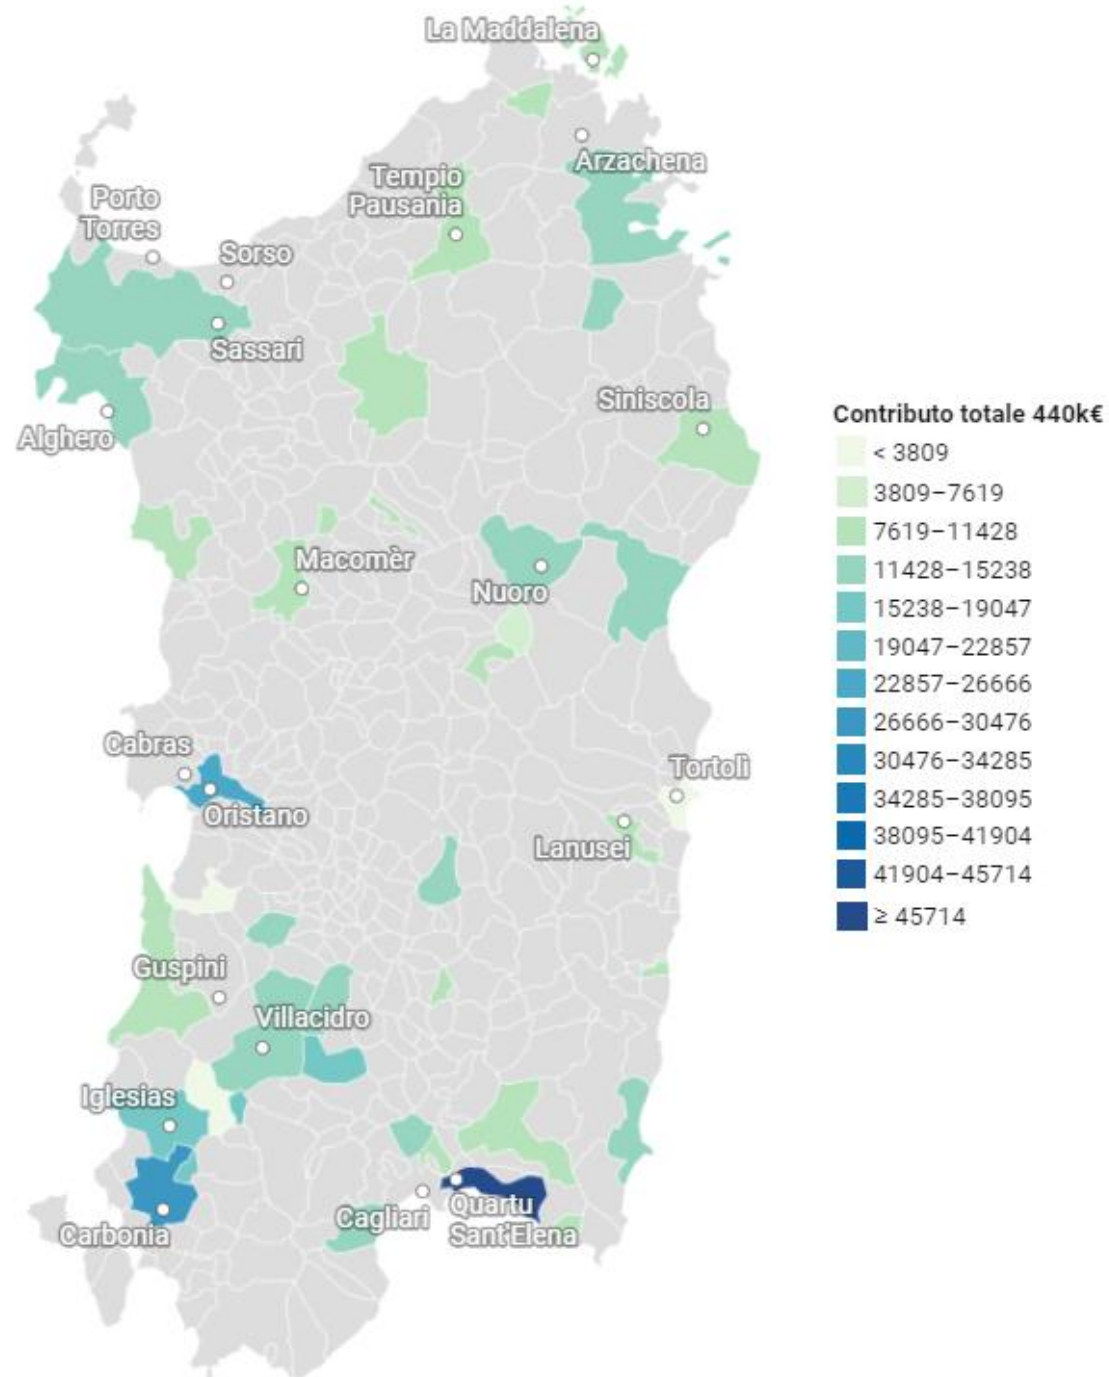 La Maddalena
Arzachena
Tempio
Pausania
Porto
Torres
Sorso
Sassari
Alghero
Siniscola
Macomèr
Nuoro
Cabras
Oristano
Tortolì
Lanusei
Guspini
Villacidro
Iglesias
Carbonia
Cagliari
Quartu
Sant'Elena
Contributo totale 440k€
< 3809
3809–7619
7619–11428
11428–15238
15238–19047
19047–22857
22857–26666
26666–30476
30476–34285
34285–38095
38095–41904
41904–45714
≥ 45714